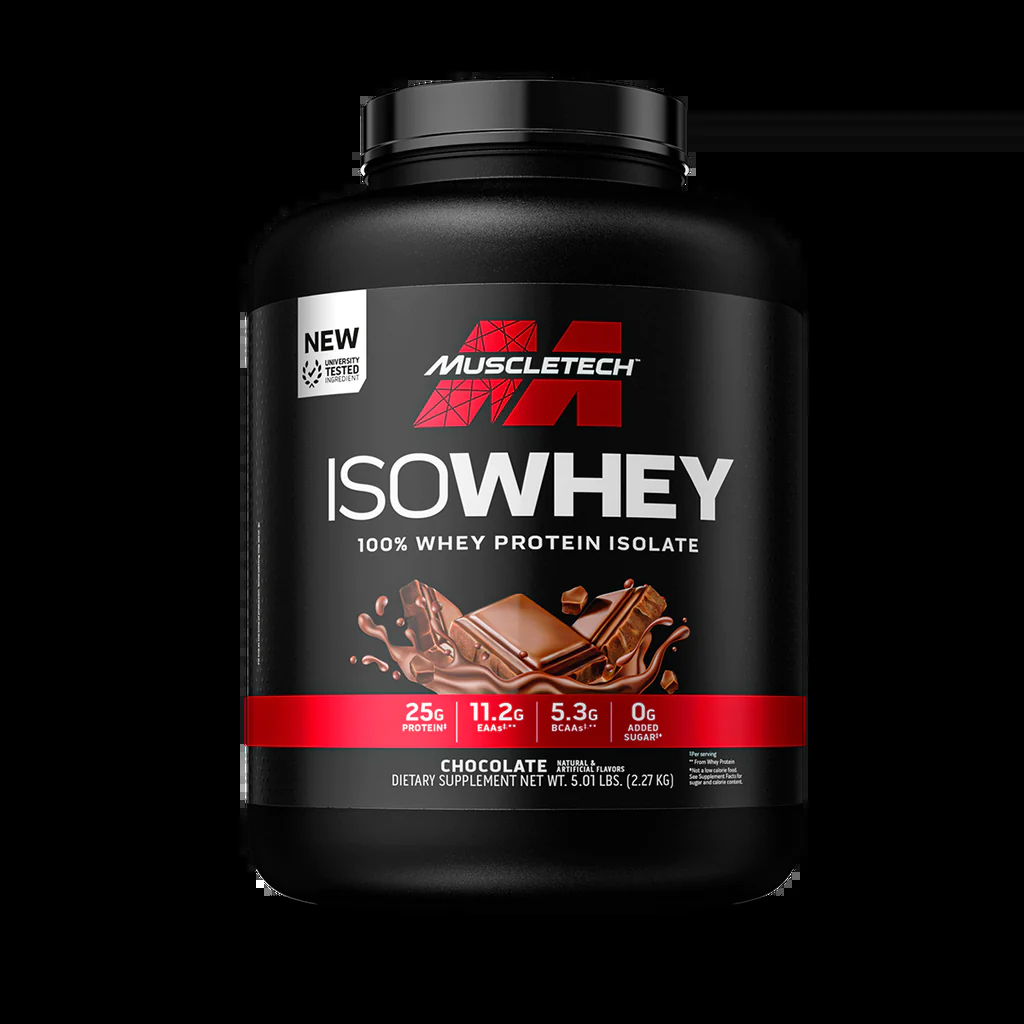 NEW
UNIVERSITY
TESTED
INGREDIENT
MUSCLETECH™
ISOWHEY
100% WHEY PROTEIN ISOLATE
25G
PROTEIN‡
11.2G
EAAs‡,**
5.3G
BCAAs‡,**
0G
ADDED
SUGAR‡*
CHOCOLATE NATURAL &
ARTIFICIAL FLAVORS
DIETARY SUPPLEMENT NET WT. 5.01 LBS. (2.27 KG)
‡Per serving
** From Whey Protein
*Not a low calorie food.
See Supplement Facts for
sugar and calorie content.